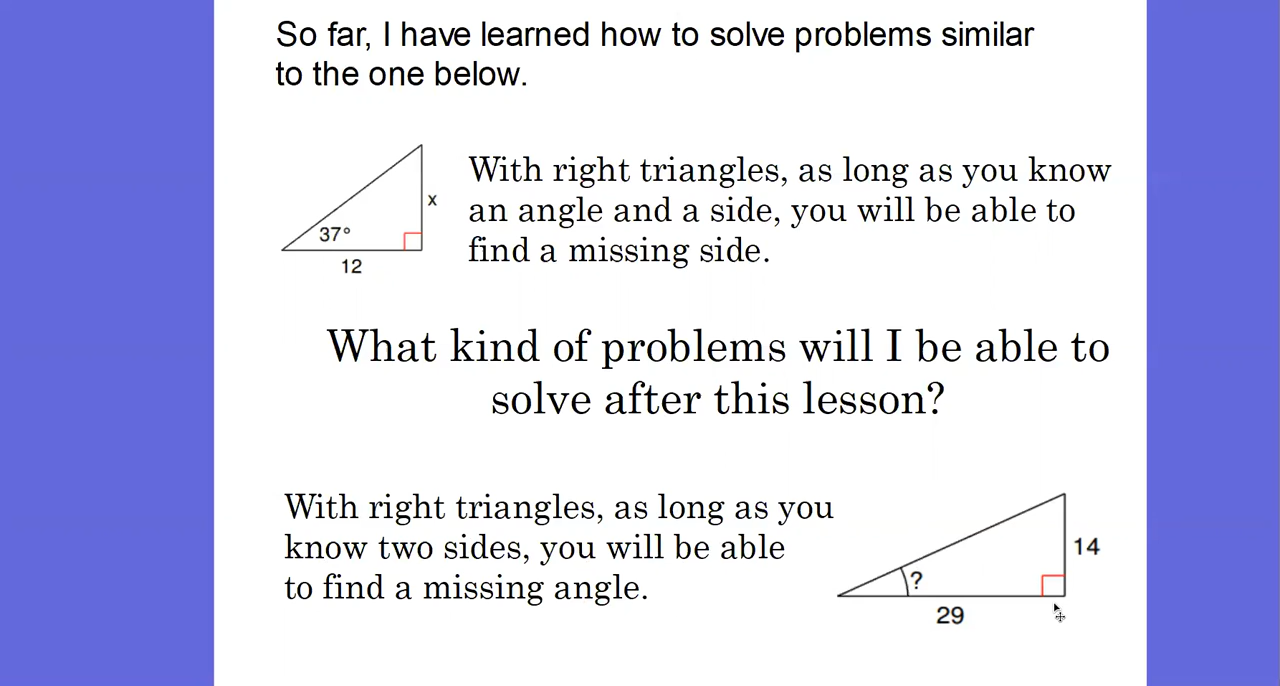 So far, I have learned how to solve problems similar
to the one below.
With right triangles, as long as you know
an angle and a side, you will be able to
find a missing side.
x
37°
12
What kind of problems will I be able to
solve after this lesson?
With right triangles, as long as you
know two sides, you will be able
to find a missing angle.
14
?
29